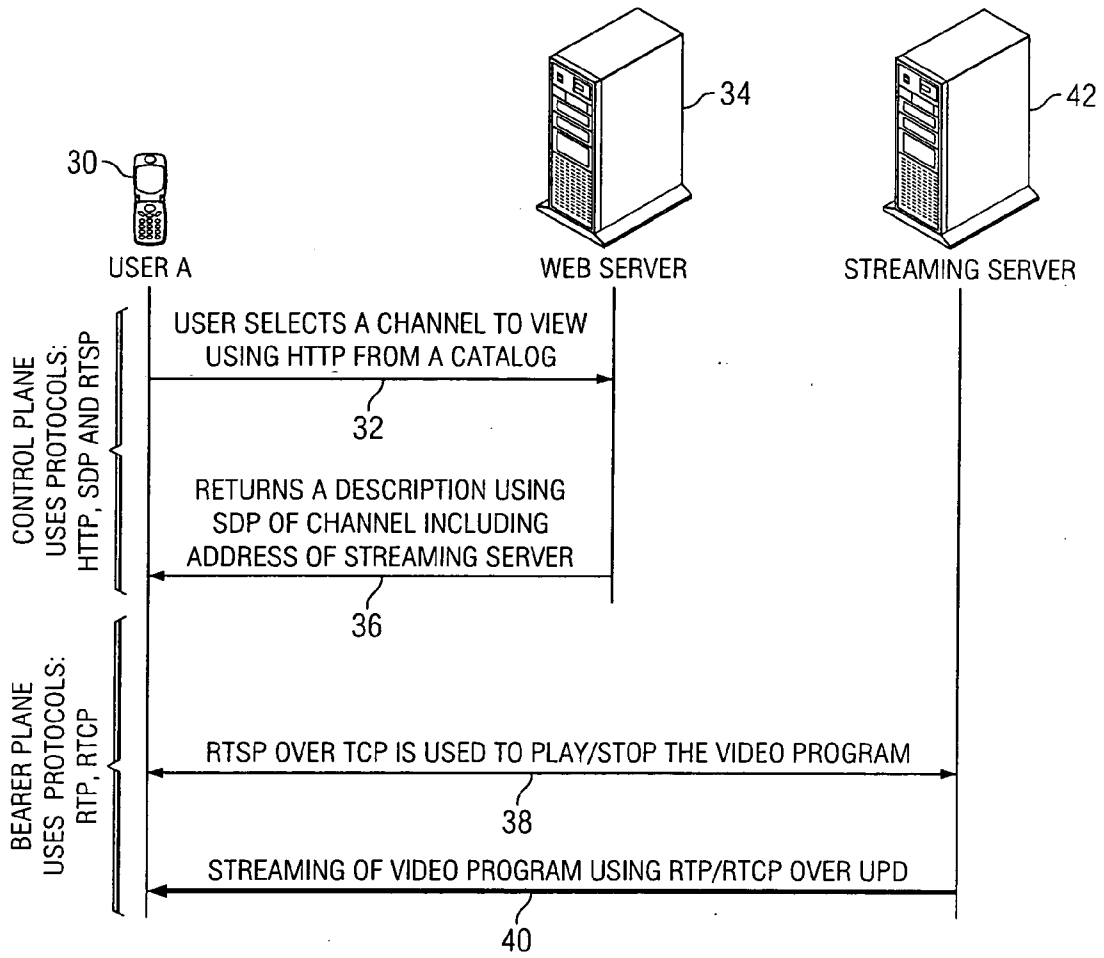 34
42
30
USER A
WEB SERVER
STREAMING SERVER
CONTROL PLANE
USES PROTOCOLS:
HTTP, SDP AND RTSP
USER SELECTS A CHANNEL TO VIEW
USING HTTP FROM A CATALOG
32
RETURNS A DESCRIPTION USING
SDP OF CHANNEL INCLUDING
ADDRESS OF STREAMING SERVER
36
BEARER PLANE
USES PROTOCOLS:
RTP, RTCP
RTSP OVER TCP IS USED TO PLAY/STOP THE VIDEO PROGRAM
38
STREAMING OF VIDEO PROGRAM USING RTP/RTCP OVER UPD
40